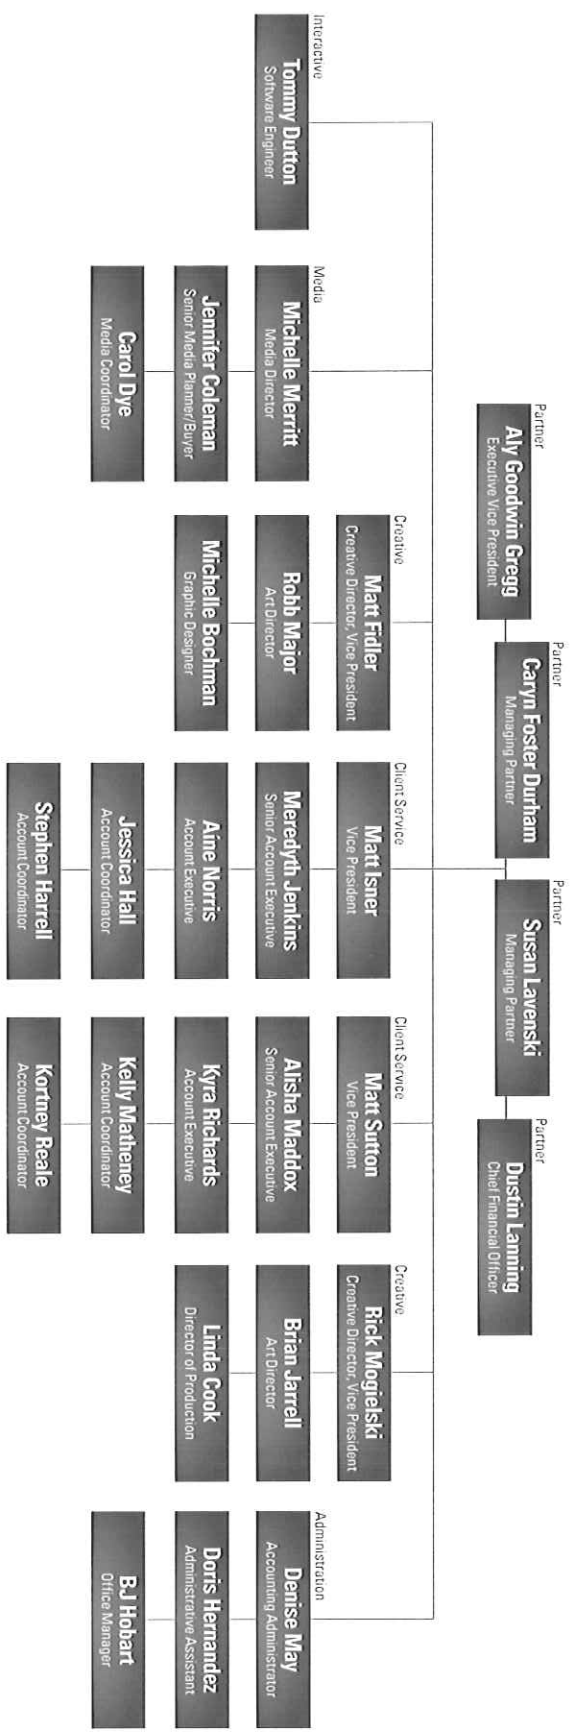 Partner
Aly Goodwin Gregg
Executive Vice President
Partner
Caryn Foster Durham
Managing Partner
Partner
Susan Lavenski
Managing Partner
Partner
Dustin Lanning
Chief Financial Officer
Interactive
Tommy Dutton
Software Engineer
Media
Michelle Merritt
Media Director
Jennifer Coleman
Senior Media Planner/Buyer
Carol Dye
Media Coordinator
Creative
Matt Fidler
Creative Director, Vice President
Robb Major
Art Director
Michelle Bochman
Graphic Designer
Client Service
Matt Isner
Vice President
Meredyth Jenkins
Senior Account Executive
Aine Norris
Account Executive
Jessica Hall
Account Coordinator
Stephen Harrell
Account Coordinator
Client Service
Matt Sutton
Vice President
Alisha Maddox
Senior Account Executive
Kyra Richards
Account Executive
Kelly Matheney
Account Coordinator
Kortney Reale
Account Coordinator
Creative
Rick Mogielski
Creative Director, Vice President
Brian Jarrell
Art Director
Linda Cook
Director of Production
Administration
Denise May
Accounting Administrator
Doris Hernandez
Administrative Assistant
BJ Hobart
Office Manager